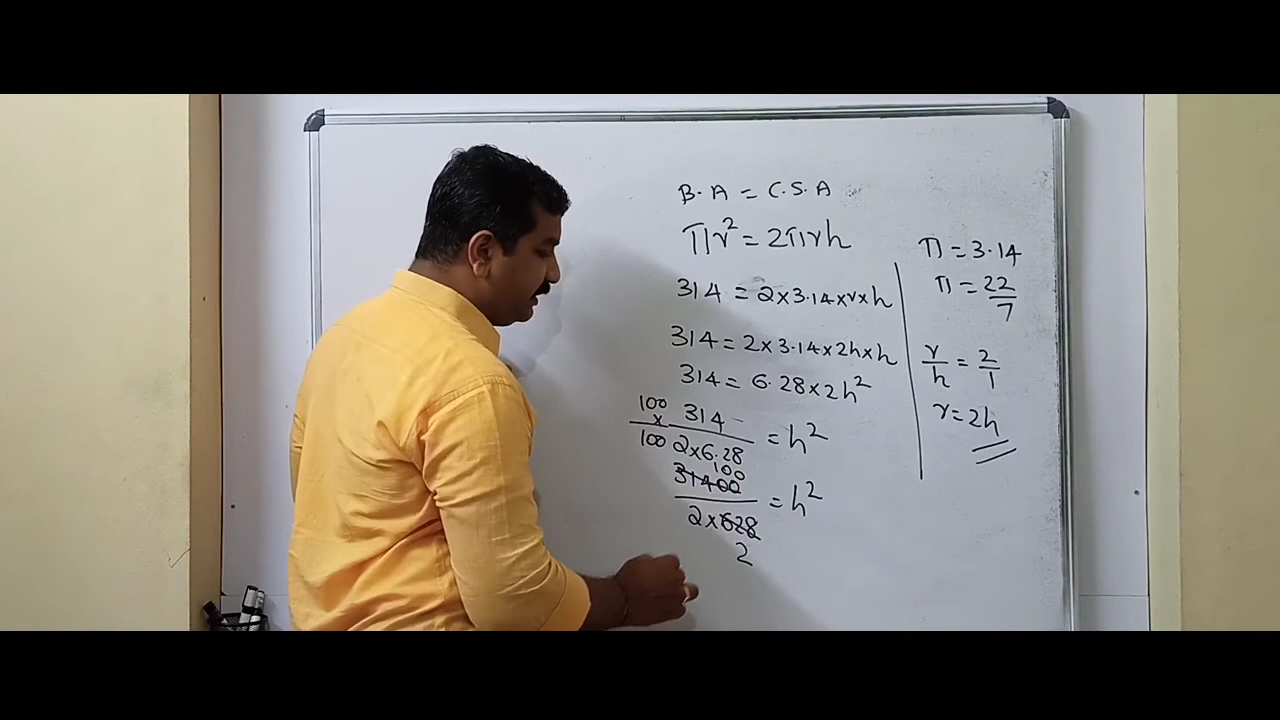 B.A = C.S.A
πr² = 2πrh
314 = 2×3.14×r×h
314 = 2×3.14×2h×h
314 = 6.28×2h²
100/100 × 314/2×6.28 = h²
31400/2×628 = h²
100
2
π = 3.14
π = 22/7
r/h = 2/1
r = 2h